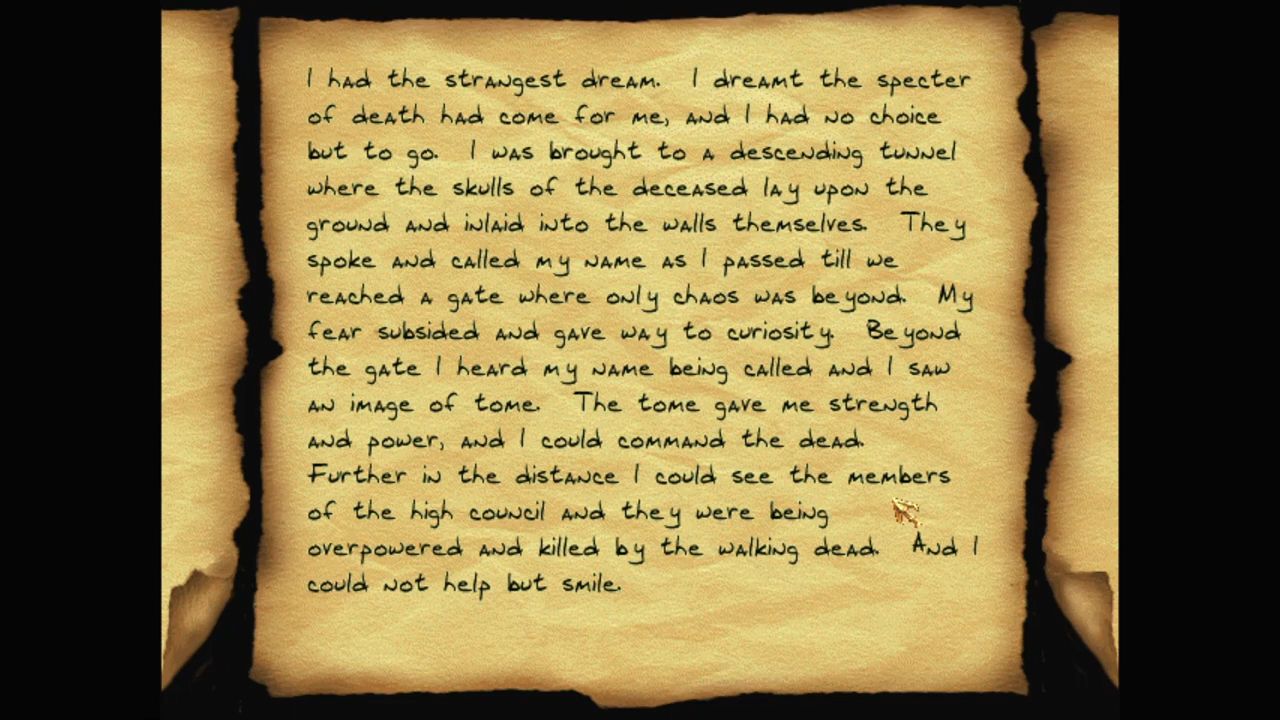 I had the strangest dream. I dreamt the specter
of death had come for me, and I had no choice
but to go. I was brought to a descending tunnel
where the skulls of the deceased lay upon the
ground and inlaid into the walls themselves. They
spoke and called my name as I passed till we
reached a gate where only chaos was beyond. My
fear subsided and gave way to curiosity. Beyond
the gate I heard my name being called and I saw
an image of tome. The tome gave me strength
and power, and I could command the dead.
Further in the distance I could see the members
of the high council and they were being
overpowered and killed by the walking dead. And I
could not help but smile.